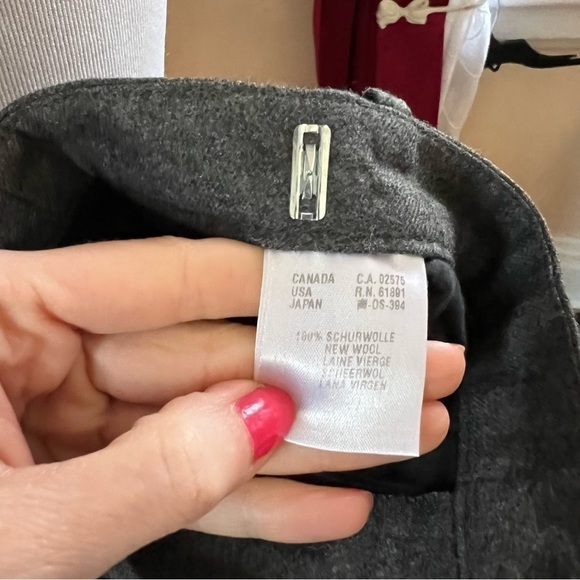 CANADA C.A. 02575
USA R.N. 61891
JAPAN -OS-394
100% SCHURWOLLE
NEW WOOL
LAINE VIERGE
SCHEERWOL
LANA VIRGEN